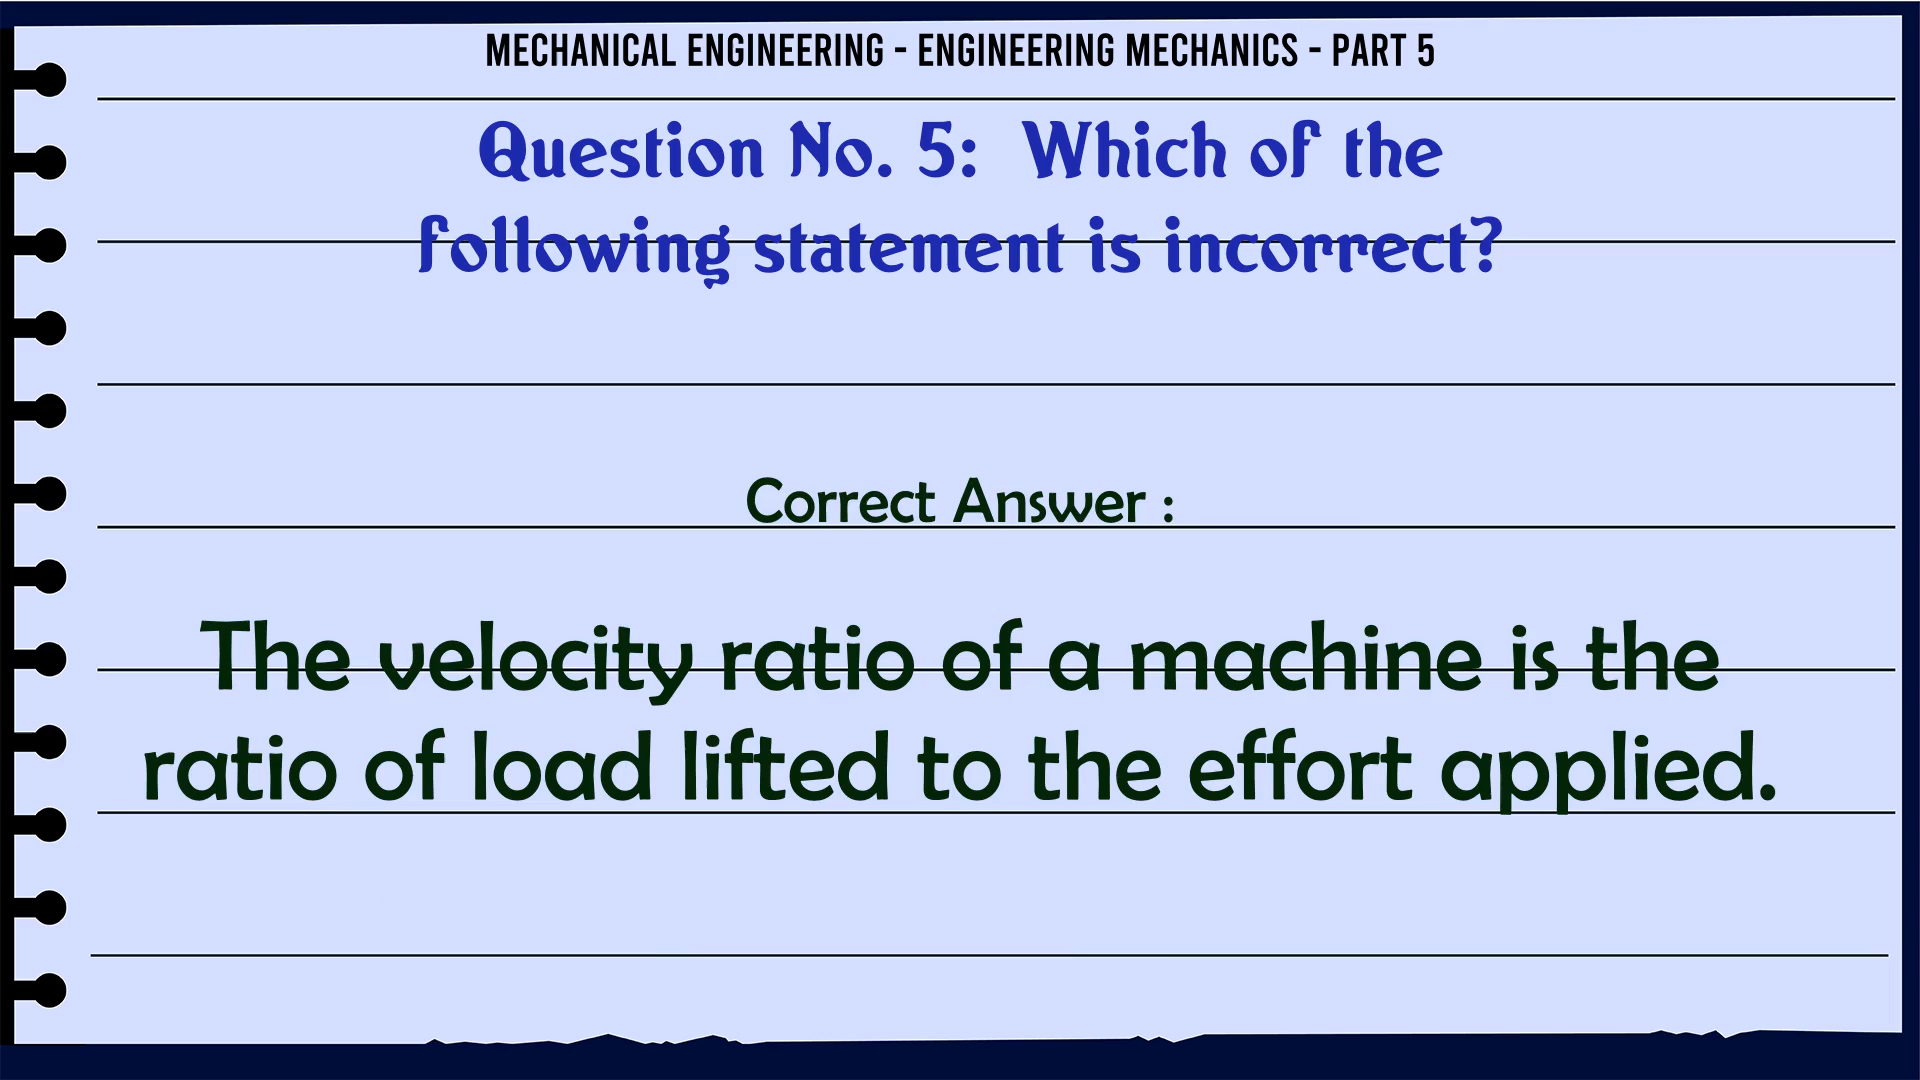 MECHANICAL ENGINEERING - ENGINEERING MECHANICS - PART 5
Question No. 5: Which of the
following statement is incorrect?
Correct Answer :
The velocity ratio of a machine is the
ratio of load lifted to the effort applied.